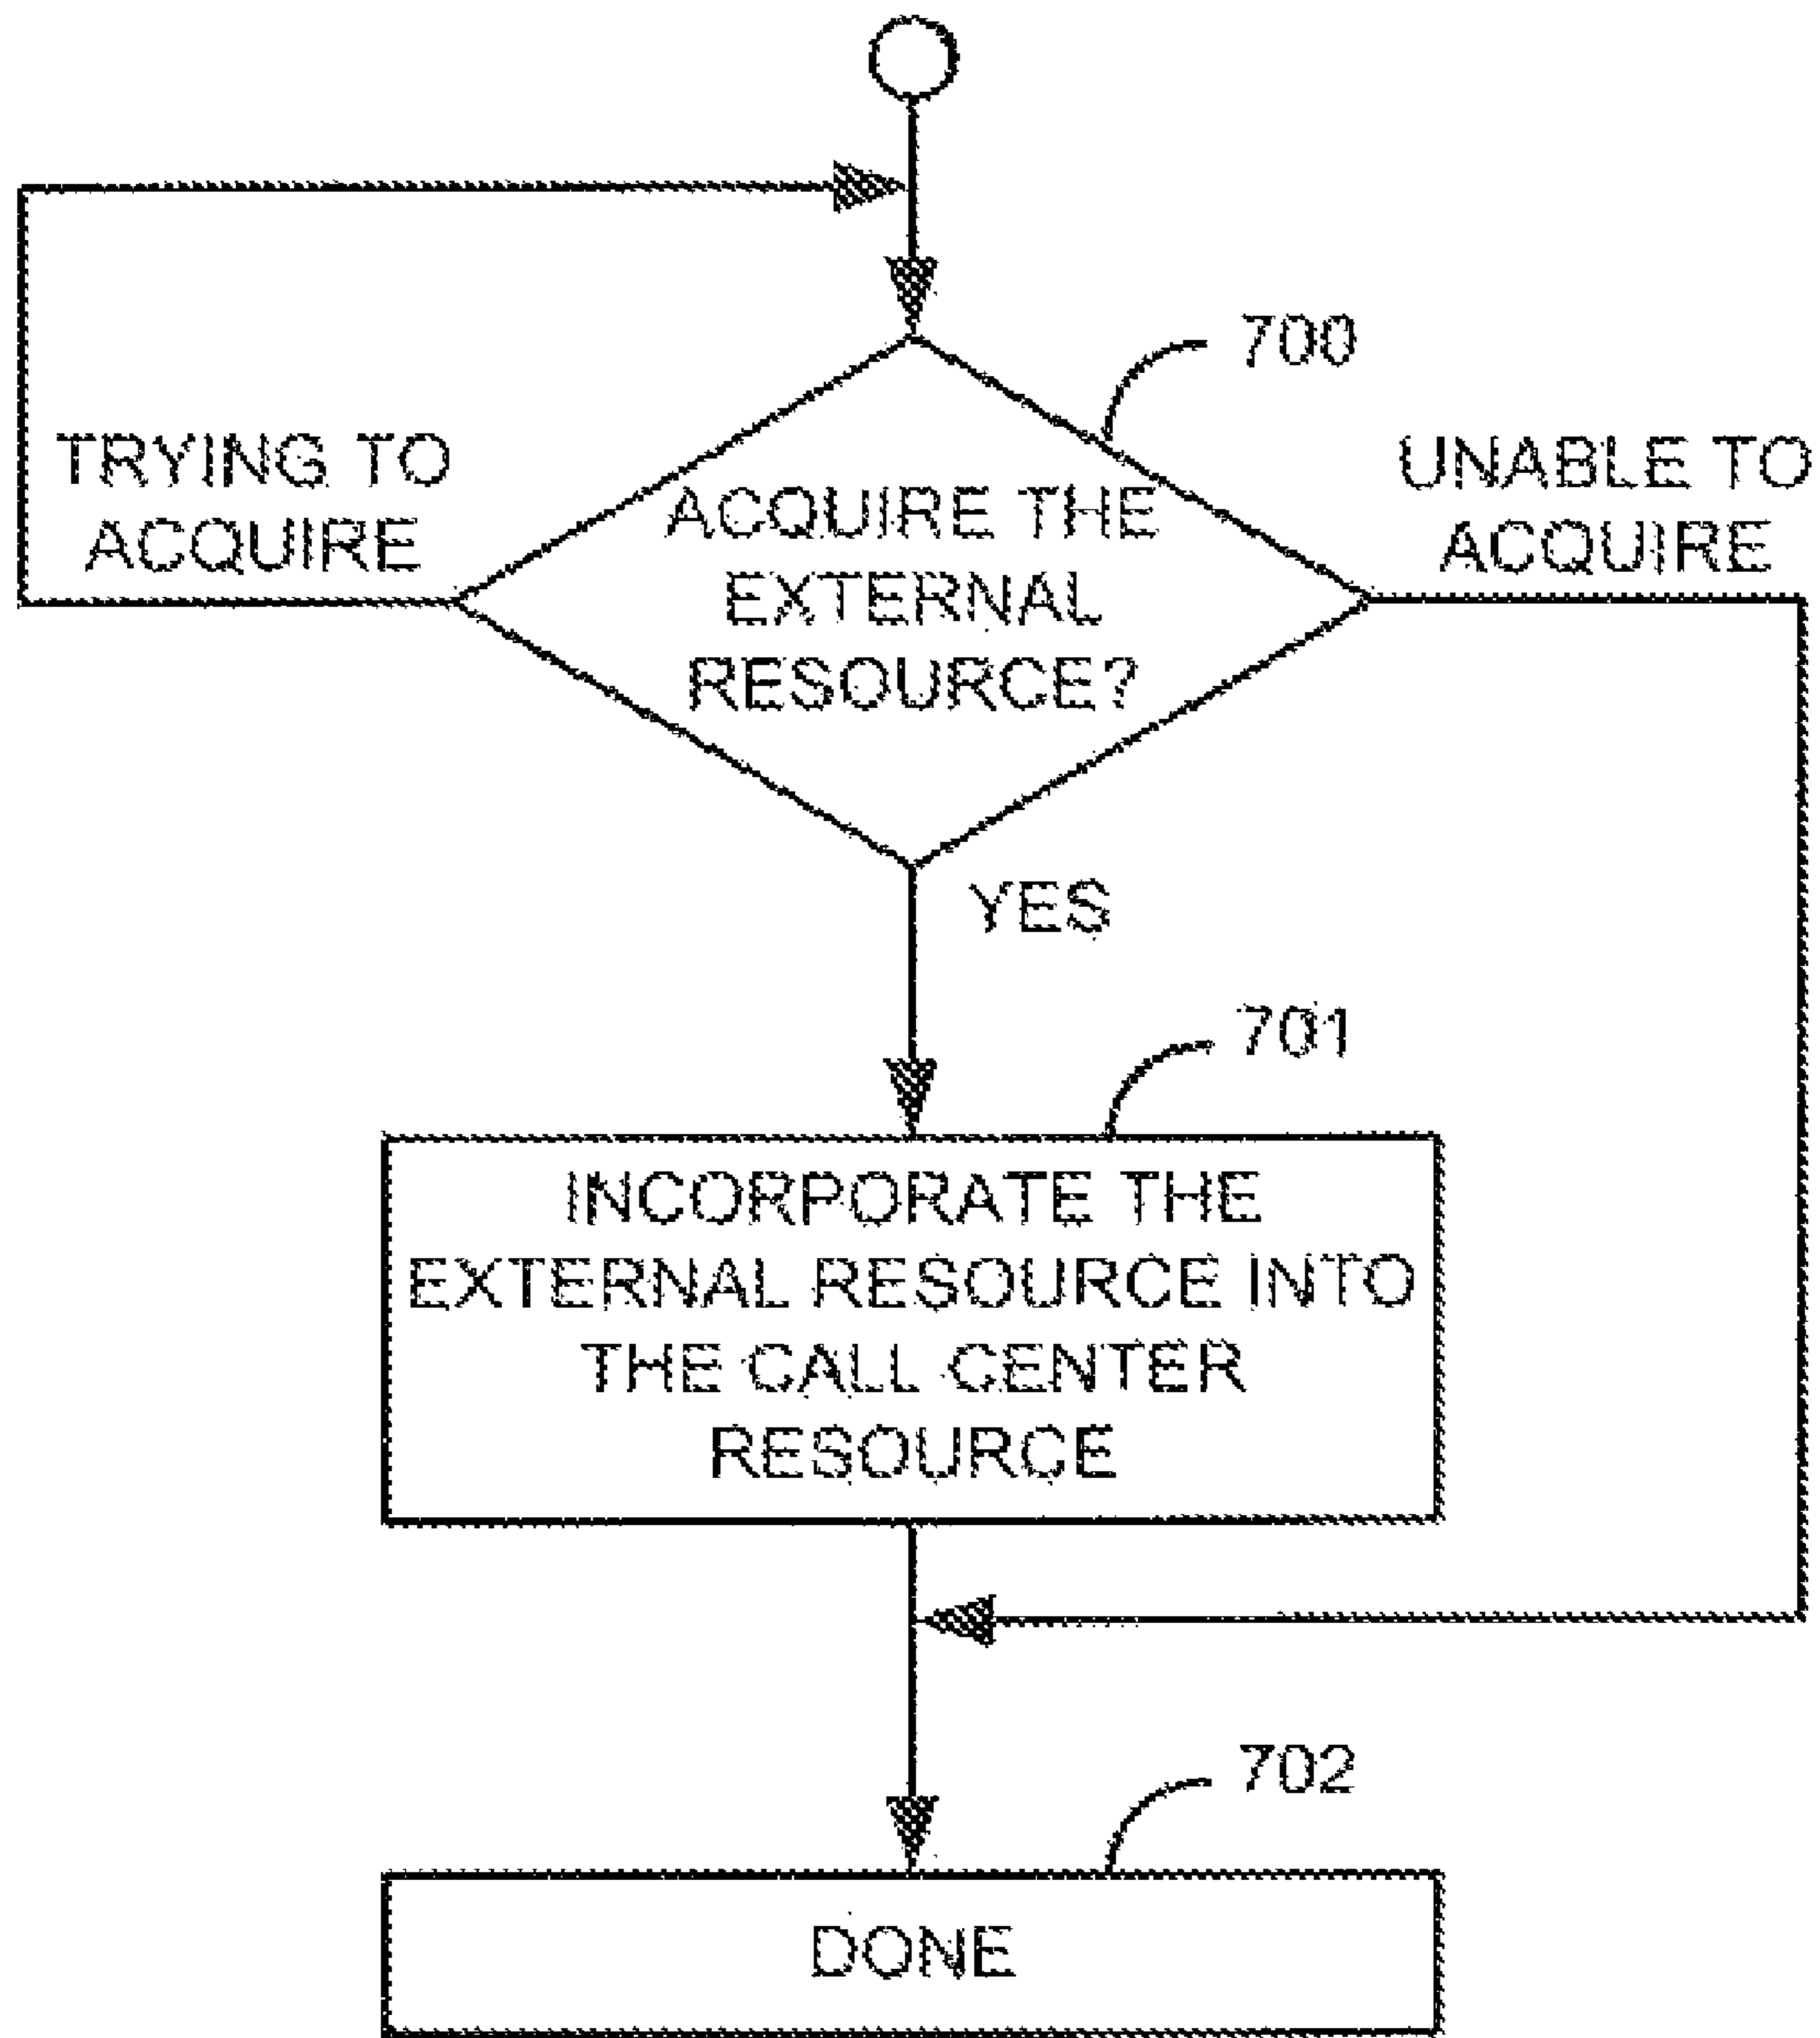 700
TRYING TO
ACQUIRE
ACQUIRE THE
EXTERNAL
RESOURCE?
UNABLE TO
ACQUIRE
YES
701
INCORPORATE THE
EXTERNAL RESOURCE INTO
THE CALL CENTER
RESOURCE
702
DONE